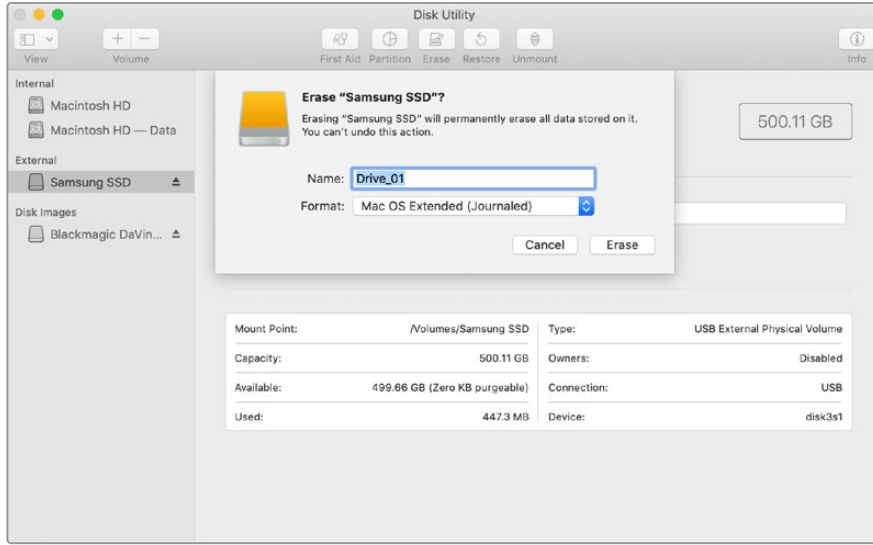 Disk Utility
View
Volume
First Aid
Partition
Erase
Restore
Unmount
Info
Internal
Macintosh HD
Macintosh HD — Data
External
Samsung SSD
Disk Images
Blackmagic DaVin...
Erase “Samsung SSD”?
Erasing “Samsung SSD” will permanently erase all data stored on it.
You can’t undo this action.
Name: Drive_01
Format: Mac OS Extended (Journaled)
Cancel
Erase
500.11 GB
Mount Point: /Volumes/Samsung SSD
Type: USB External Physical Volume
Capacity: 500.11 GB
Owners: Disabled
Available: 499.66 GB (Zero KB purgeable)
Connection: USB
Used: 447.3 MB
Device: disk3s1